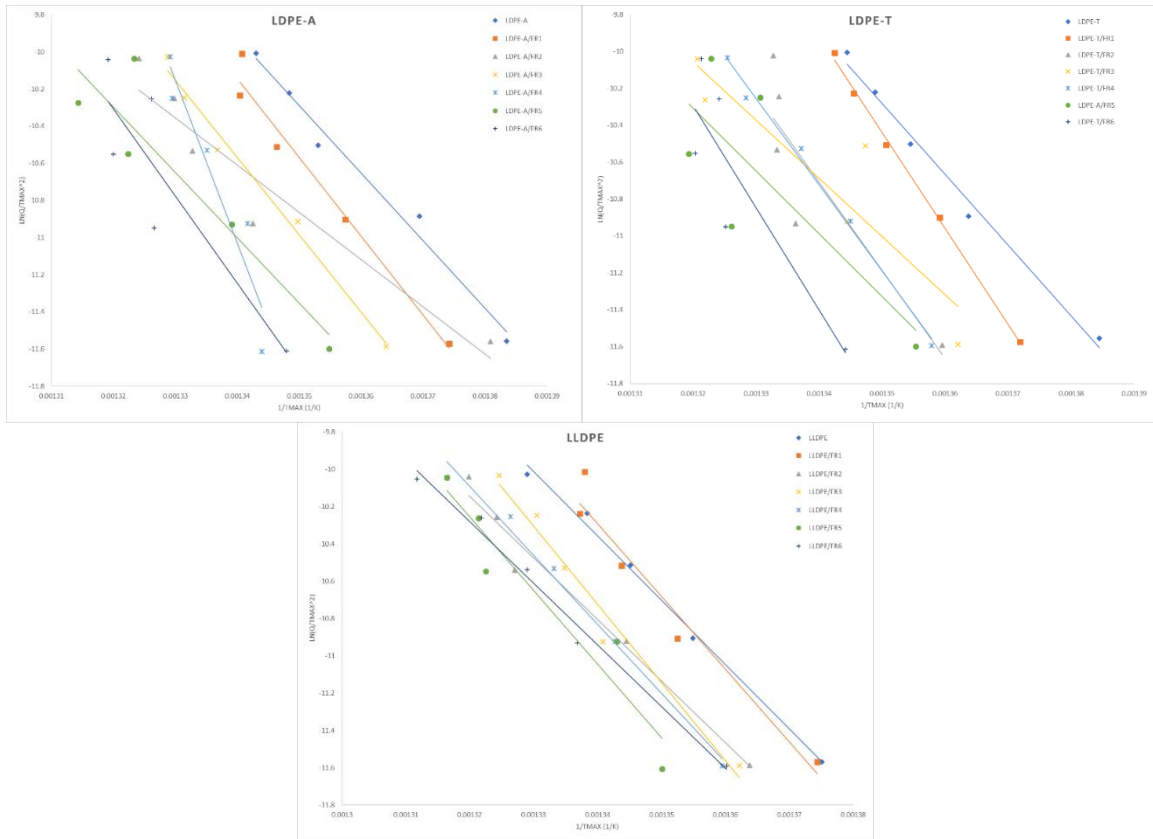 LDPE-A
LN(Q/TMAX^2)
-9.8
-10
-10.2
-10.4
-10.6
-10.8
-11
-11.2
-11.4
-11.6
-11.8
0.00131
0.00132
0.00133
0.00134
0.00135
0.00136
0.00137
0.00138
0.00139
1/TMAX (1/K)
LDPE-A
LDPE-A/FR1
LDPE-A/FR2
LDPE-A/FR3
LDPE-A/FR4
LDPE-A/FR5
LDPE-A/FR6
LDPE-T
LN(Q/TMAX^2)
-9.8
-10
-10.2
-10.4
-10.6
-10.8
-11
-11.2
-11.4
-11.6
-11.8
0.00131
0.00132
0.00133
0.00134
0.00135
0.00136
0.00137
0.00138
0.00139
1/TMAX (1/K)
LDPE-T
LDPE-T/FR1
LDPE-T/FR2
LDPE-T/FR3
LDPE-T/FR4
LDPE-A/FR5
LDPE-T/FR6
LLDPE
LN(Q/TMAX^2)
-9.8
-10
-10.2
-10.4
-10.6
-10.8
-11
-11.2
-11.4
-11.6
-11.8
0.0013
0.00131
0.00132
0.00133
0.00134
0.00135
0.00136
0.00137
0.00138
1/TMAX (1/K)
LLDPE
LLDPE/FR1
LLDPE/FR2
LLDPE/FR3
LLDPE/FR4
LLDPE/FR5
LLDPE/FR6